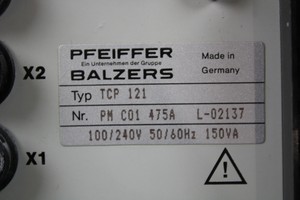 PFEIFFER
Ein Unternehmen der Gruppe
BALZERS
Made in
Germany
Typ TCP 121
Nr. PM C01 475A L-02137
100/240V 50/60Hz 150VA
X2
X1